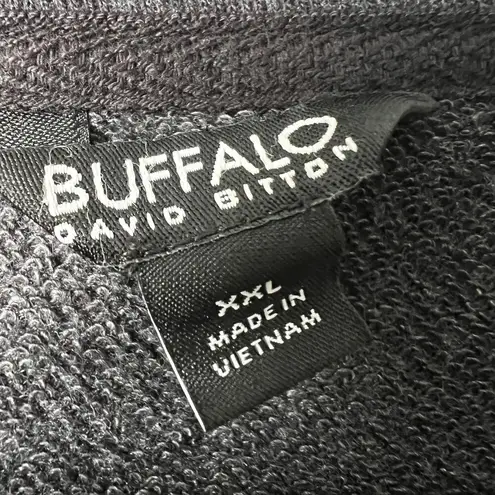 BUFFALO
DAVID BITTON
XXL
MADE IN
VIETNAM